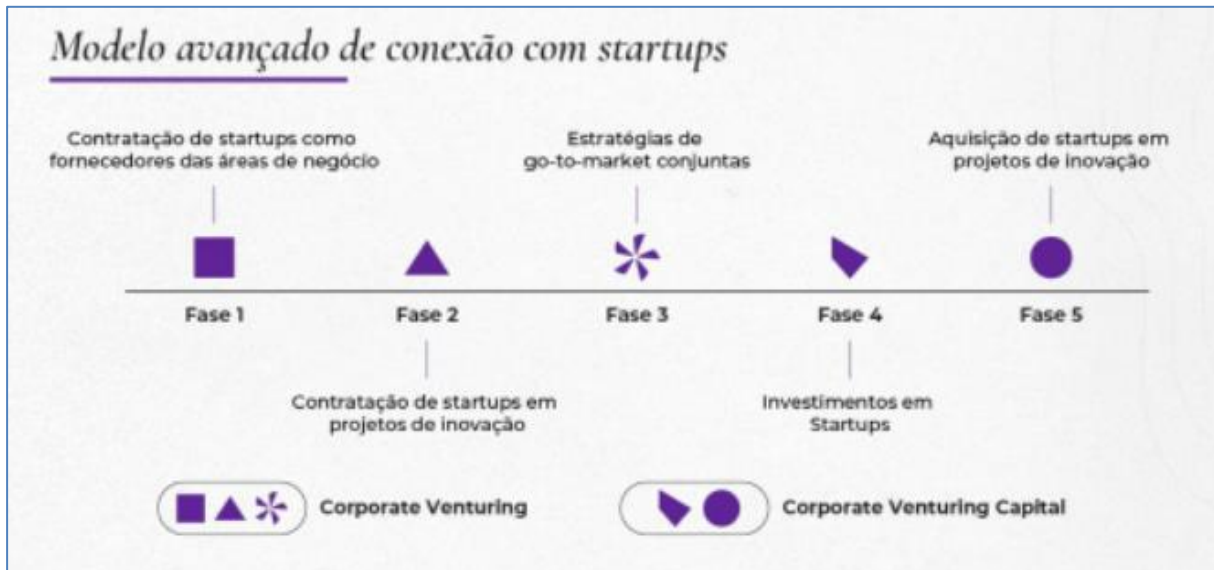 Modelo avançado de conexão com startups
Contratação de startups como
fornecedores das áreas de negócio
Estratégias de
go-to-market conjuntas
Aquisição de startups em
projetos de inovação
Fase 1
Fase 2
Fase 3
Fase 4
Fase 5
Contratação de startups em
projetos de inovação
Investimentos em
Startups
Corporate Venturing
Corporate Venturing Capital